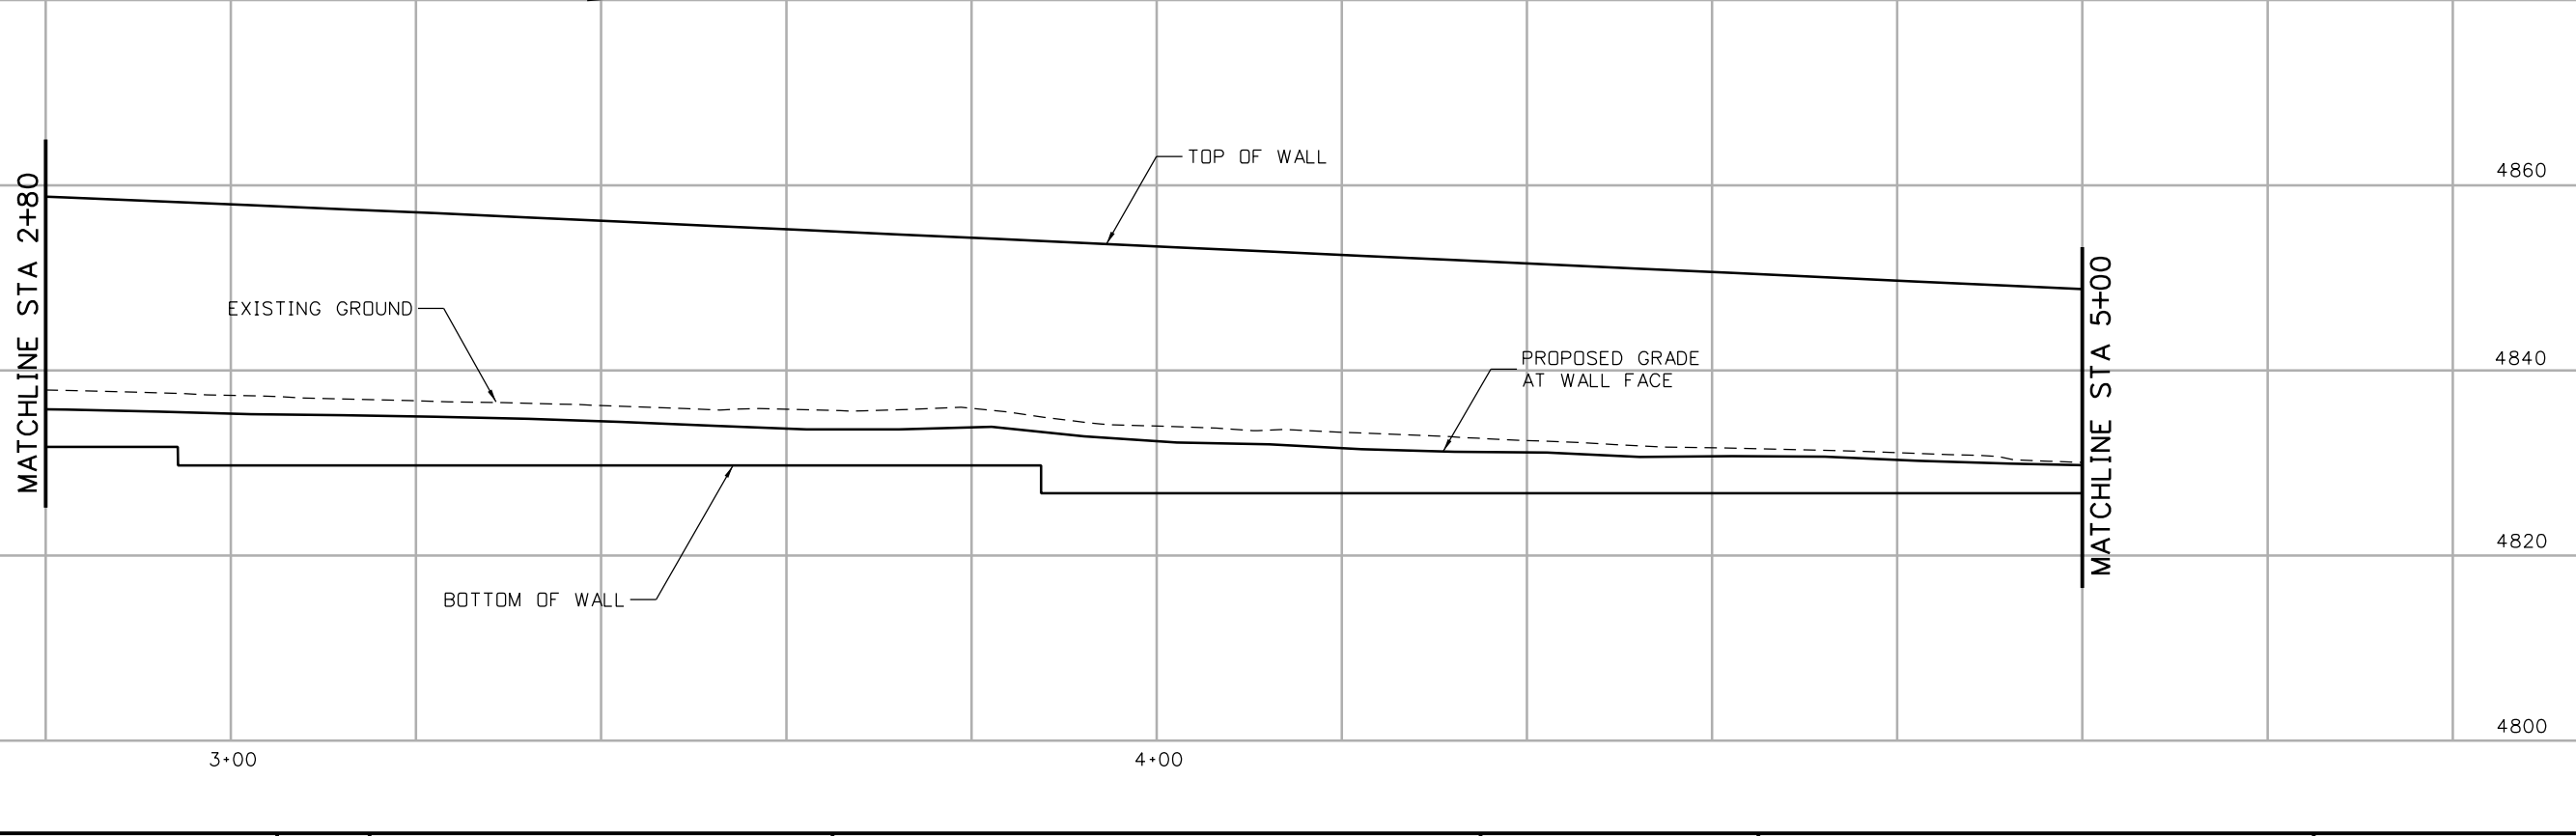 TOP OF WALL
4860
MATCHLINE STA 2+80
EXISTING GROUND
MATCHLINE STA 5+00
PROPOSED GRADE
AT WALL FACE
4840
4820
BOTTOM OF WALL
4800
3+00
4+00